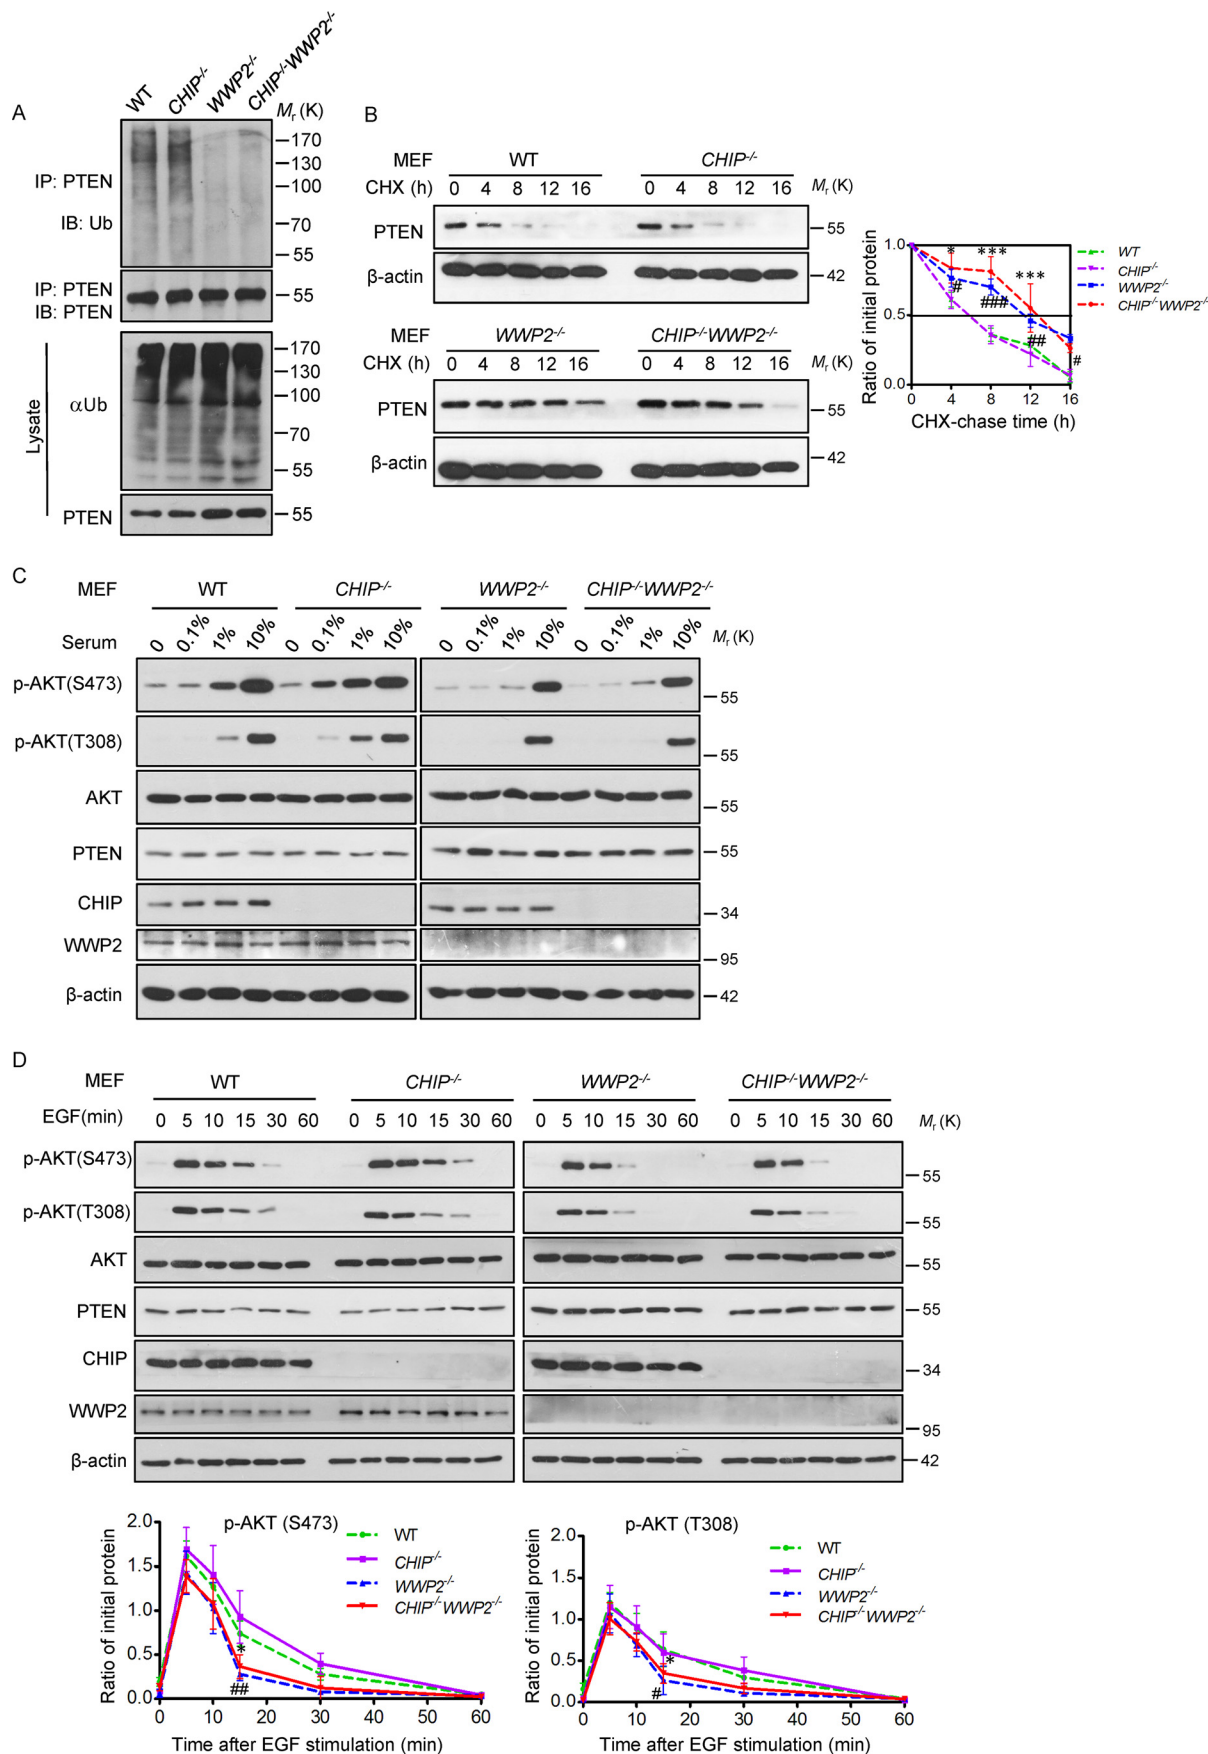 A
WT
CHIP-/-
WWP2-/-
CHIP-/-WWP2-/-
Mr (K)
IP: PTEN
IB: Ub
170
130
100
70
55
IP: PTEN
IB: PTEN
55
Lysate
αUb
170
130
100
70
55
PTEN
55
B
MEF WT CHIP-/-
CHX (h) 0 4 8 12 16 0 4 8 12 16 Mr (K)
PTEN 55
β-actin 42
WWP2-/- CHIP-/-WWP2-/-
CHX (h) 0 4 8 12 16 0 4 8 12 16 Mr (K)
PTEN 55
β-actin 42
Ratio of initial protein
1.0
0.5
0.0
* *** ***
# ### ## #
WT
CHIP-/-
WWP2-/-
CHIP-/-WWP2-/-
0 4 8 12 16
CHX-chase time (h)
C
MEF WT CHIP-/- WWP2-/- CHIP-/-WWP2-/-
Serum 0 0.1% 1% 10% 0 0.1% 1% 10% 0 0.1% 1% 10% 0 0.1% 1% 10% Mr (K)
p-AKT(S473) 55
p-AKT(T308) 55
AKT 55
PTEN 55
CHIP 34
WWP2 95
β-actin 42
D
MEF WT CHIP-/- WWP2-/- CHIP-/-WWP2-/-
EGF(min) 0 5 10 15 30 60 0 5 10 15 30 60 0 5 10 15 30 60 0 5 10 15 30 60 Mr (K)
p-AKT(S473) 55
p-AKT(T308) 55
AKT 55
PTEN 55
CHIP 34
WWP2 95
β-actin 42
p-AKT (S473)
Ratio of initial protein
2.0
1.5
1.0
0.5
0.0
WT
CHIP-/-
WWP2-/-
CHIP-/-WWP2-/-
*
##
0 10 20 30 40 50 60
Time after EGF stimulation (min)
p-AKT (T308)
Ratio of initial protein
2.0
1.5
1.0
0.5
0.0
WT
CHIP-/-
WWP2-/-
CHIP-/-WWP2-/-
*
#
0 10 20 30 40 50 60
Time after EGF stimulation (min)